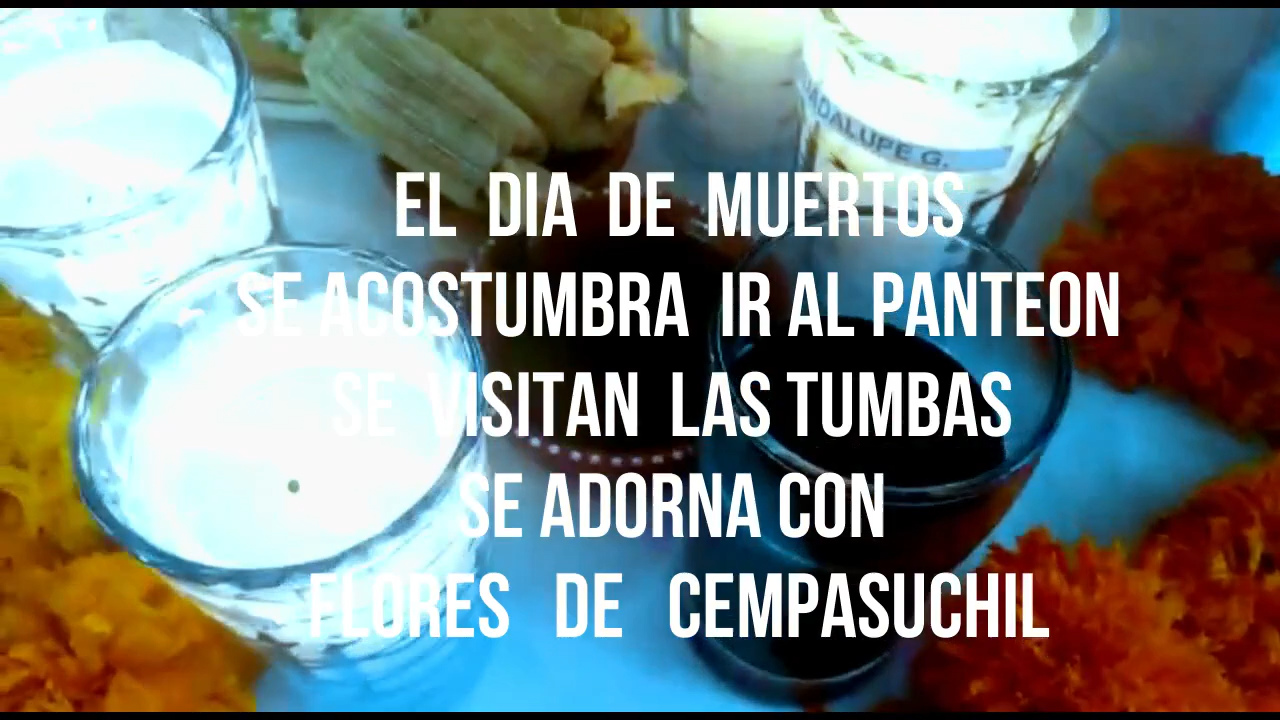 DALUPE G.
EL DIA DE MUERTOS
SE ACOSTUMBRA IR AL PANTEON
SE VISITAN LAS TUMBAS
SE ADORNA CON
FLORES DE CEMPASUCHIL